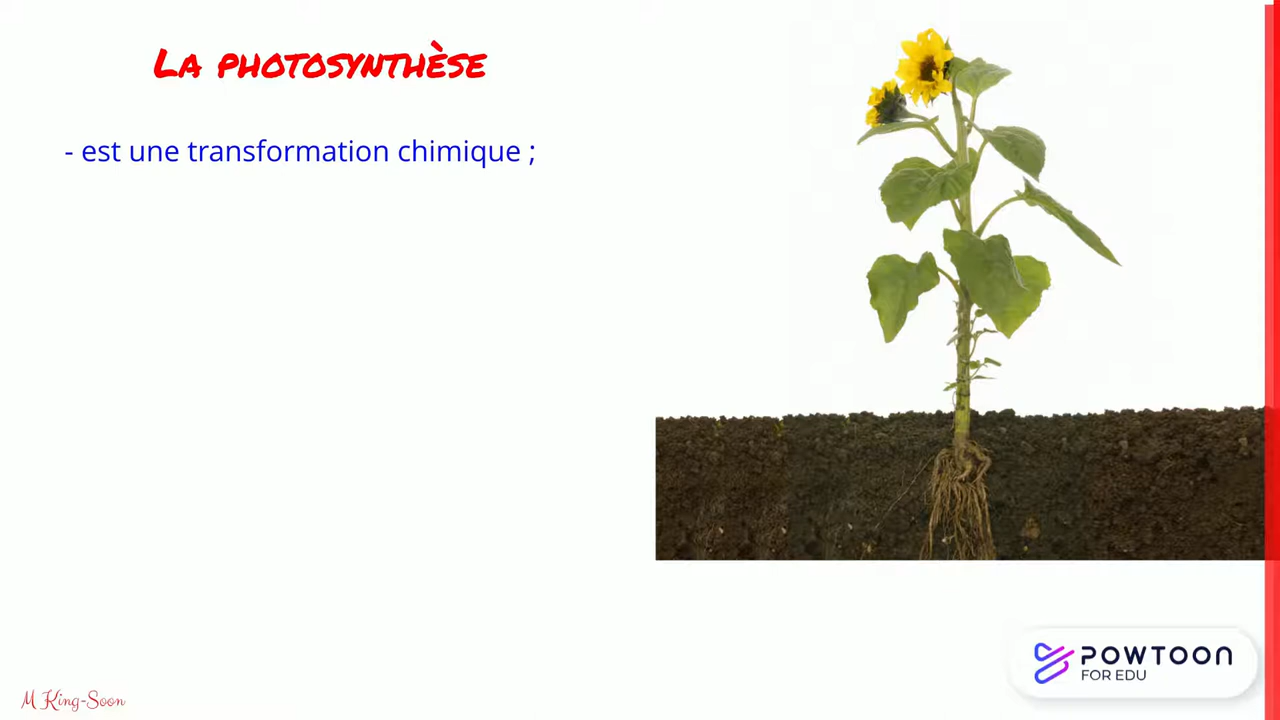 La photosynthèse
- est une transformation chimique ;
POWTOON
FOR EDU
M King-Soon